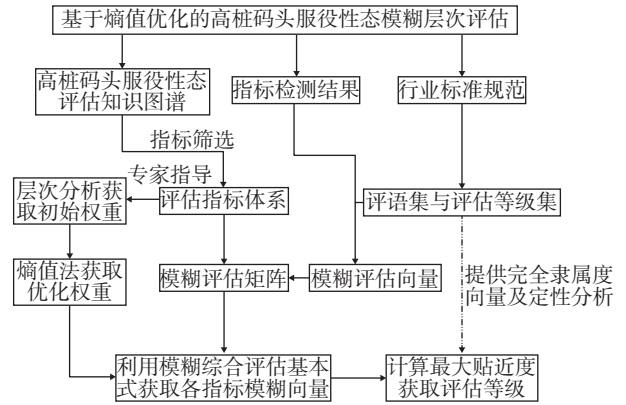 基于熵值优化的高桩码头服役性态模糊层次评估
高桩码头服役性态
评估知识图谱
指标检测结果
行业标准规范
指标筛选
专家指导
层次分析获
取初始权重
评估指标体系
评语集与评估等级集
熵值法获取
优化权重
模糊评估矩阵
模糊评估向量
提供完全隶属度
向量及定性分析
利用模糊综合评估基本
式获取各指标模糊向量
计算最大贴近度
获取评估等级